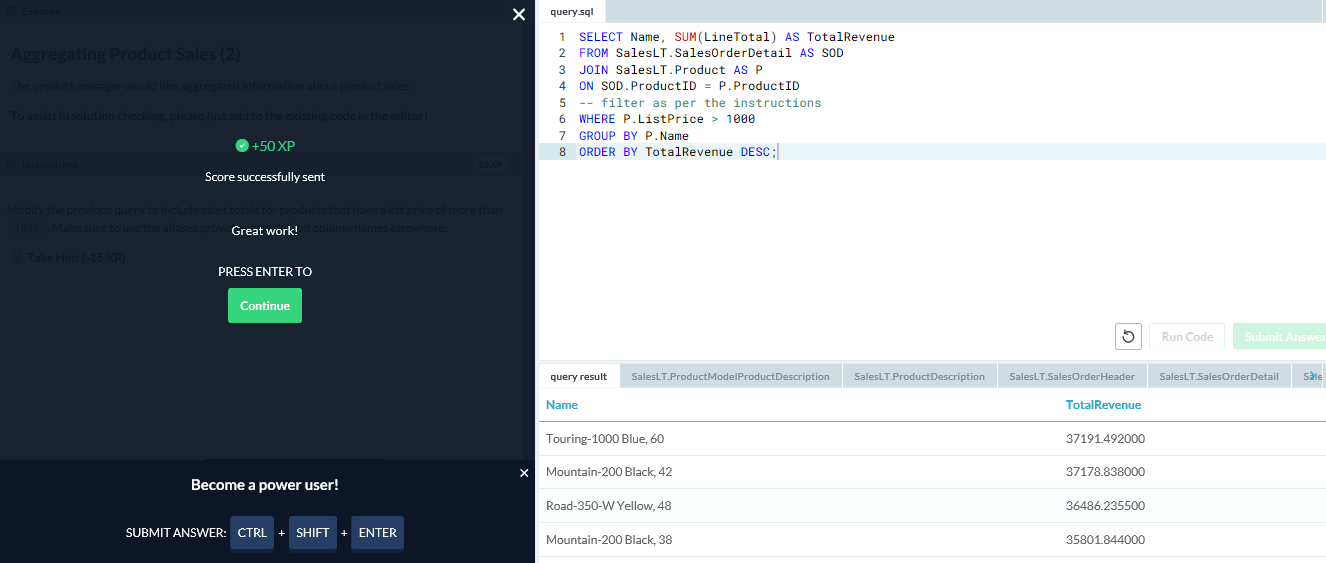 Exercise
Aggregating Product Sales (2)
The product manager would like aggregated information about product sales.
To assist in solution checking, please just add to the existing code in the editor!
+50 XP
Instructions
50 XP
Score successfully sent
Modify the previous query to include sales totals for products that have a list price of more than
1000 . Make sure to use the aliases column names elsewhere.
Great work!
Take Hint (-15 XP)
PRESS ENTER TO
Continue
Become a power user!
SUBMIT ANSWER: CTRL + SHIFT + ENTER
query.sql
1 SELECT Name, SUM(LineTotal) AS TotalRevenue
2 FROM SalesLT.SalesOrderDetail AS SOD
3 JOIN SalesLT.Product AS P
4 ON SOD.ProductID = P.ProductID
5 -- filter as per the instructions
6 WHERE P.ListPrice > 1000
7 GROUP BY P.Name
8 ORDER BY TotalRevenue DESC;
Run Code
Submit Answer
query result SalesLT.ProductModelProductDescription SalesLT.ProductDescription SalesLT.SalesOrderHeader SalesLT.SalesOrderDetail
Name TotalRevenue
Touring-1000 Blue, 60 37191.492000
Mountain-200 Black, 42 37178.838000
Road-350-W Yellow, 48 36486.235500
Mountain-200 Black, 38 35801.844000